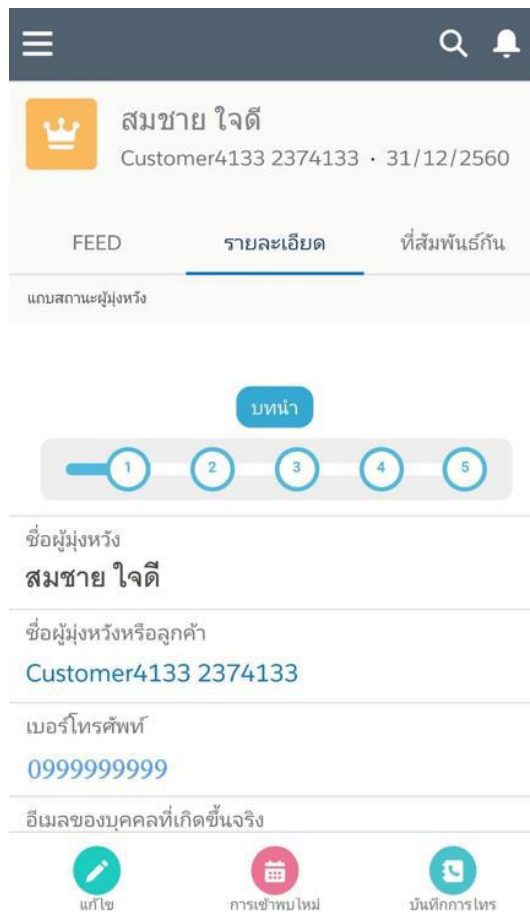 สมชาย ใจดี
Customer4133 2374133 · 31/12/2560
FEED รายละเอียด ที่สัมพันธ์กัน
แถบสถานะผู้มุ่งหวัง
บทนำ
1 2 3 4 5
ชื่อผู้มุ่งหวัง
สมชาย ใจดี
ชื่อผู้มุ่งหวังหรือลูกค้า
Customer4133 2374133
เบอร์โทรศัพท์
0999999999
อีเมลของบุคคลที่เกิดขึ้นจริง
แก้ไข การเข้าพบใหม่ บันทึกการโทร